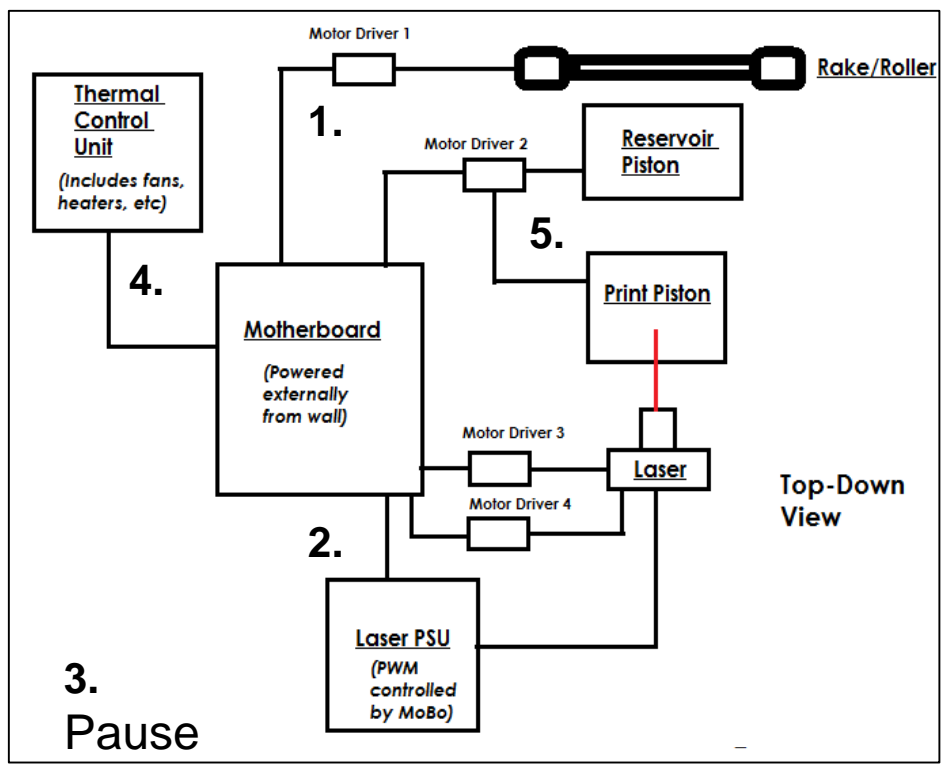 Motor Driver 1
Rake/Roller
Thermal
Control
Unit
(Includes fans,
heaters, etc)
1.
Motor Driver 2
Reservoir
Piston
5.
4.
Print Piston
Motherboard
(Powered
externally
from wall)
Motor Driver 3
Laser
Motor Driver 4
Top-Down
View
2.
Laser PSU
(PWM
controlled
by MoBo)
3.
Pause